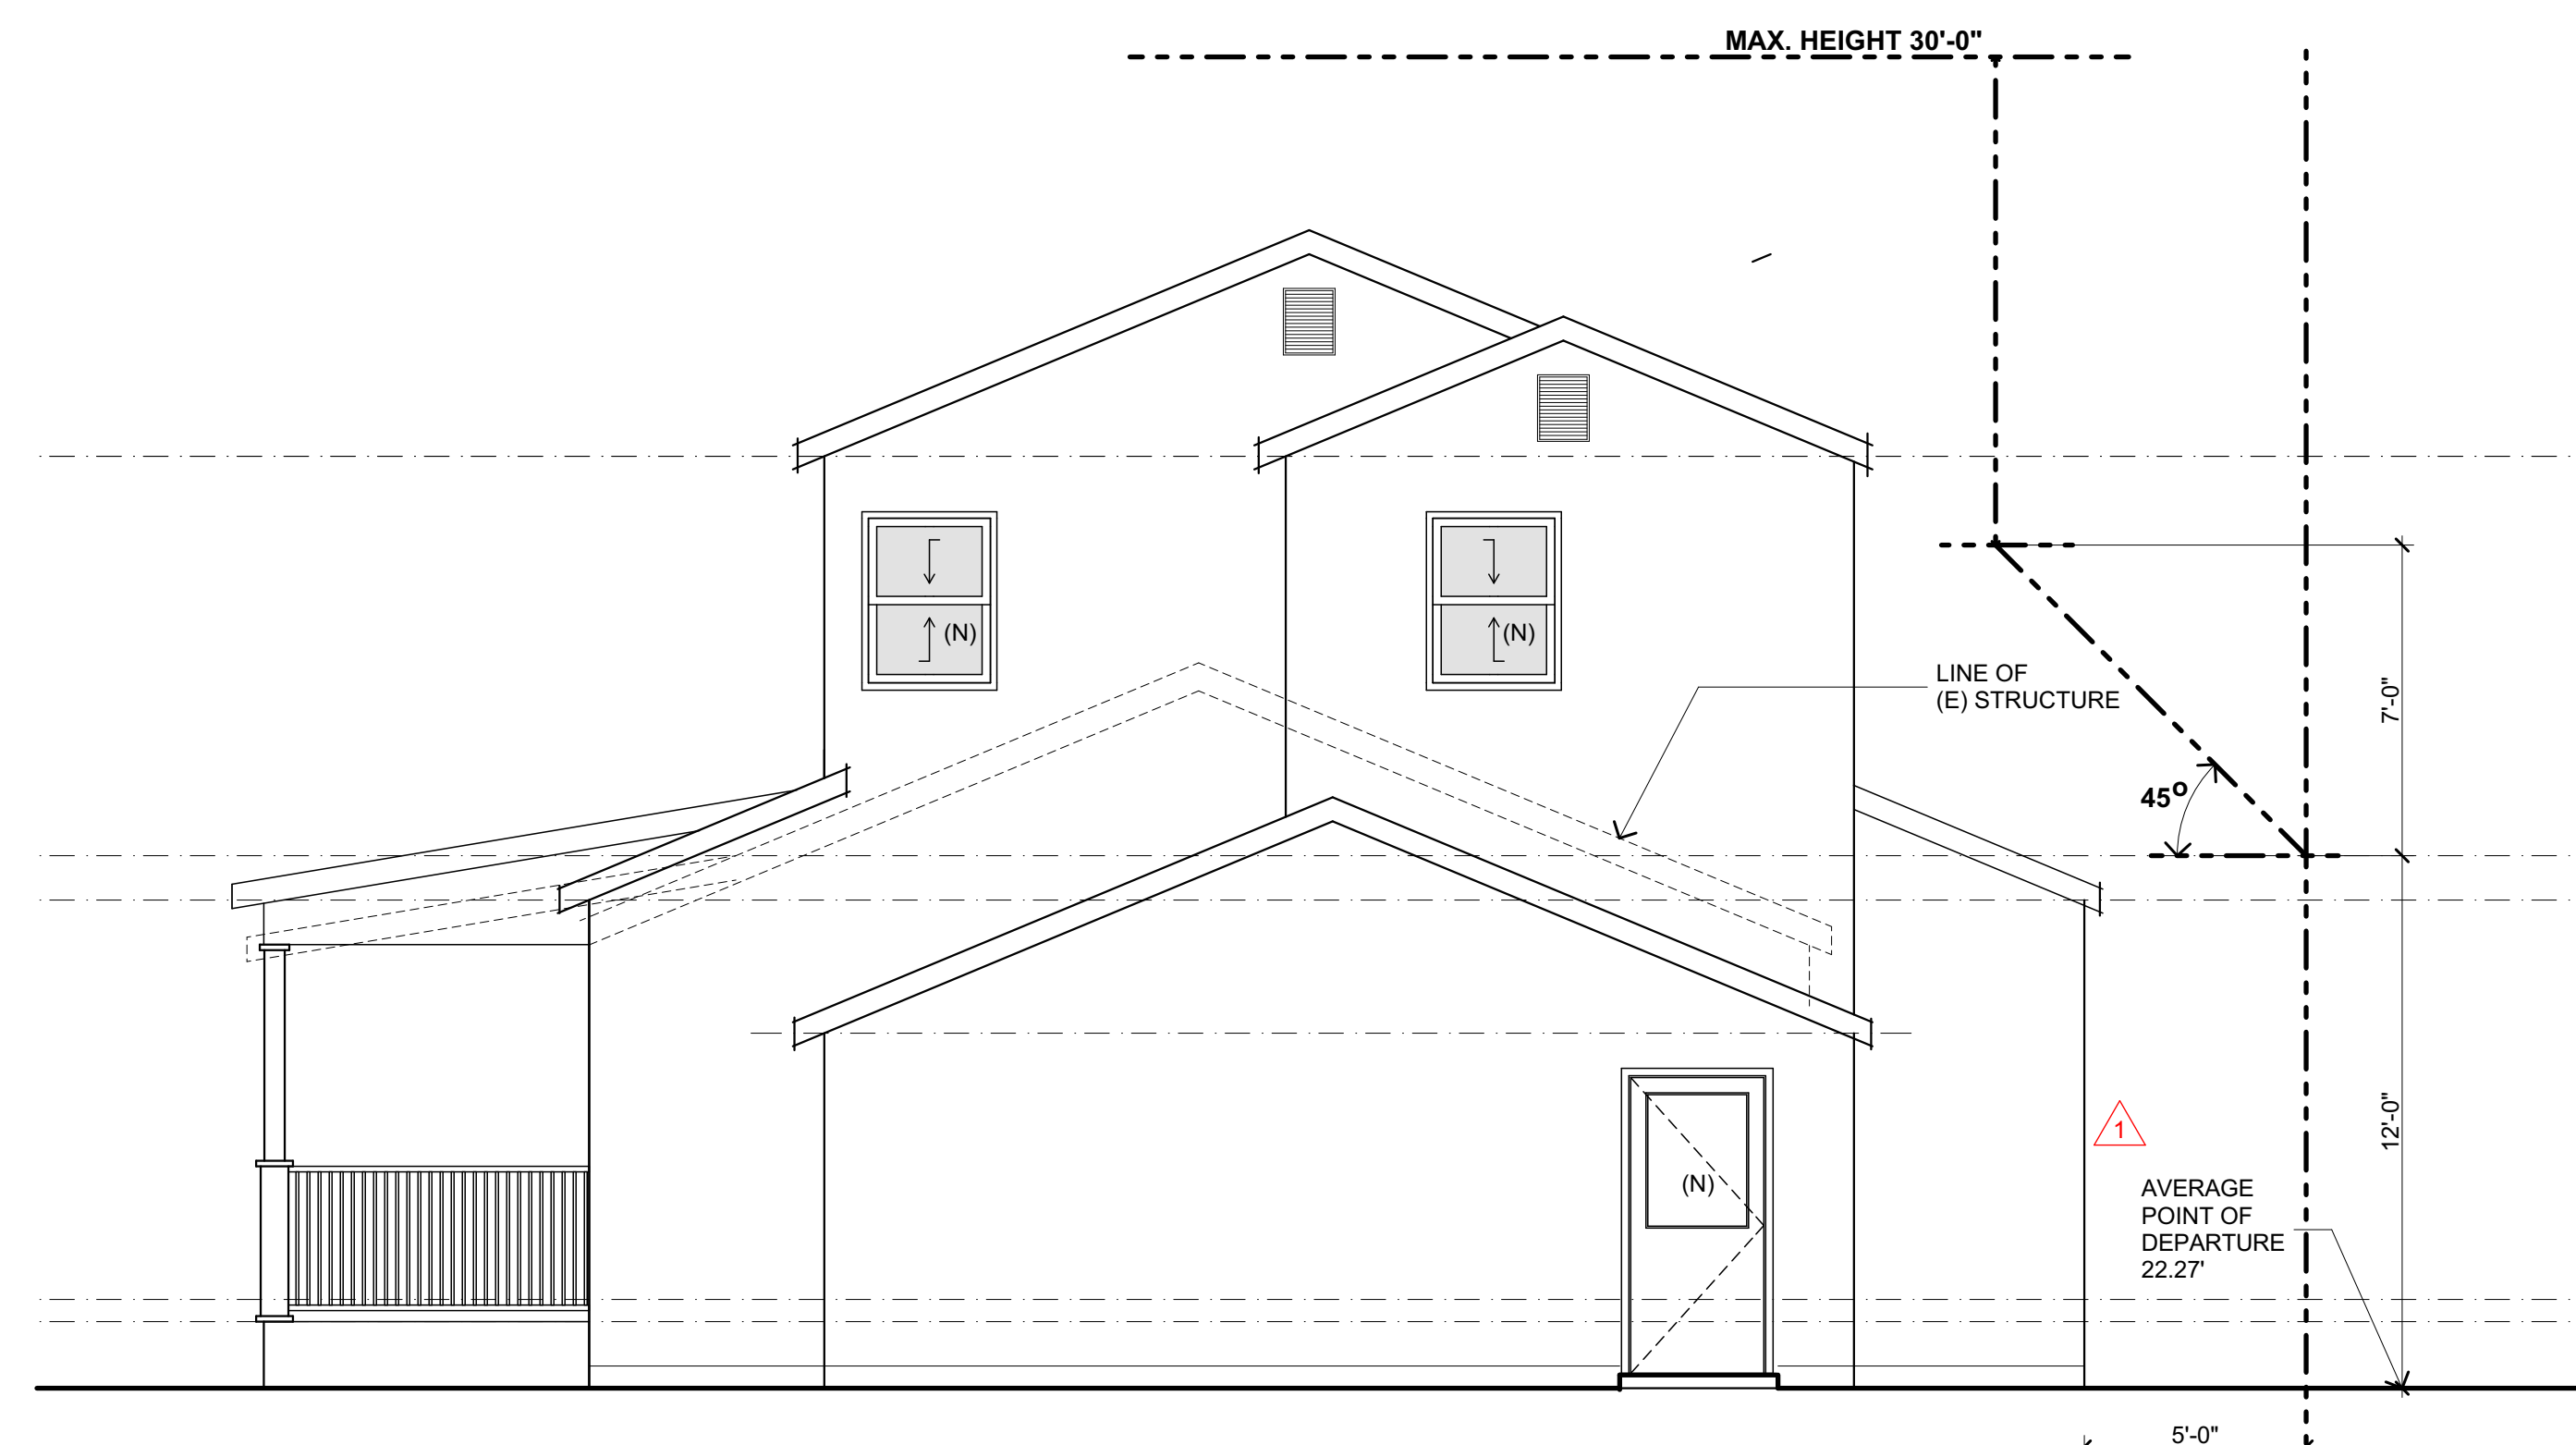 MAX. HEIGHT 30'-0"
(N)
(N)
LINE OF
(E) STRUCTURE
7'-0"
45°
12'-0"
1
(N)
AVERAGE
POINT OF
DEPARTURE
22.27'
5'-0"